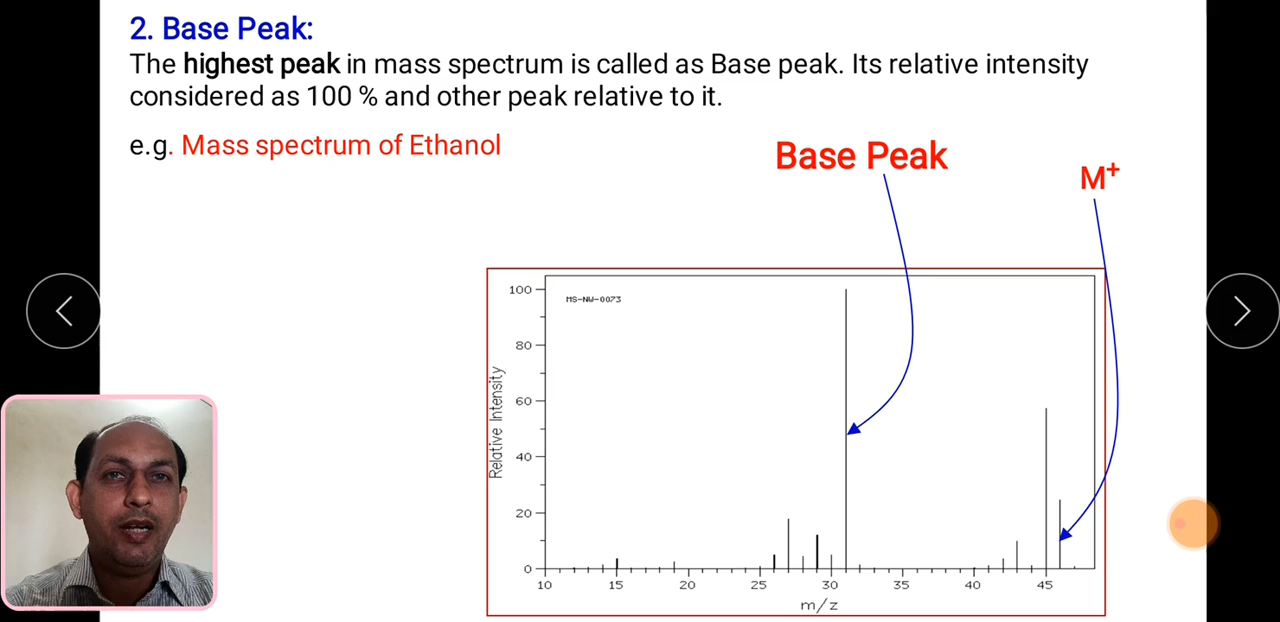 2. Base Peak:
The highest peak in mass spectrum is called as Base peak. Its relative intensity
considered as 100 % and other peak relative to it.
e.g. Mass spectrum of Ethanol
Base Peak
M⁺
MS-NW-0073
Relative Intensity
100
80
60
40
20
0
10 15 20 25 30 35 40 45
m/z